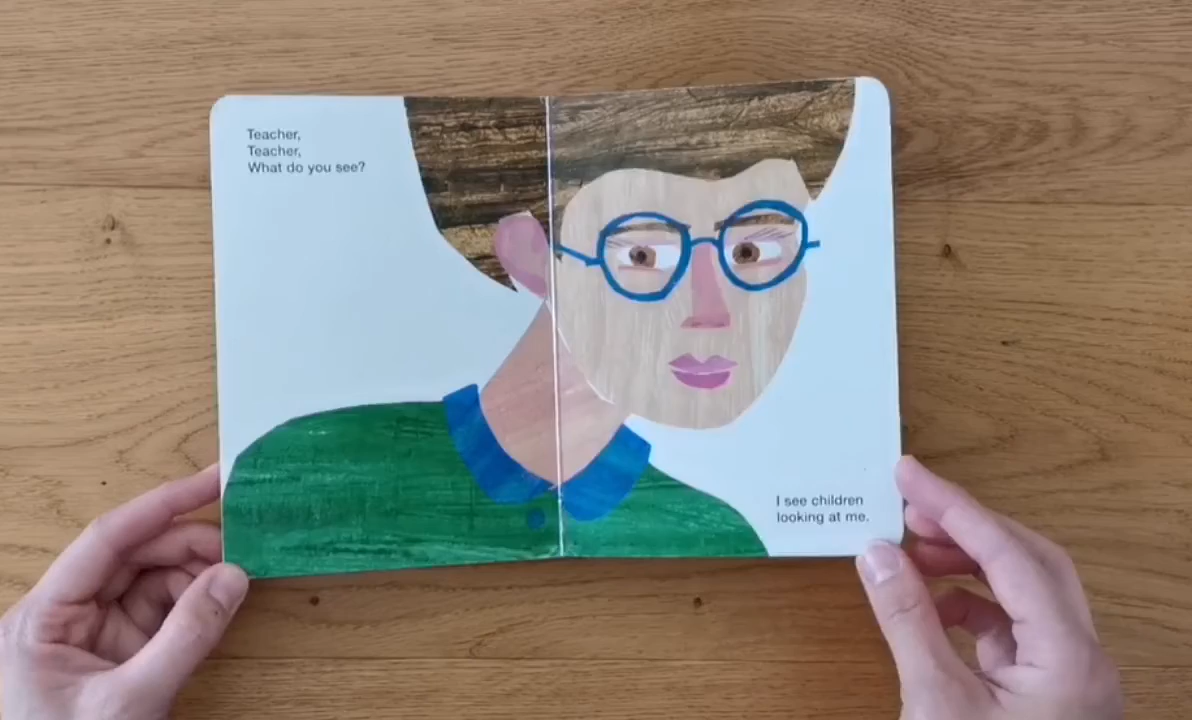 Teacher,
Teacher,
What do you see?
I see children
looking at me.